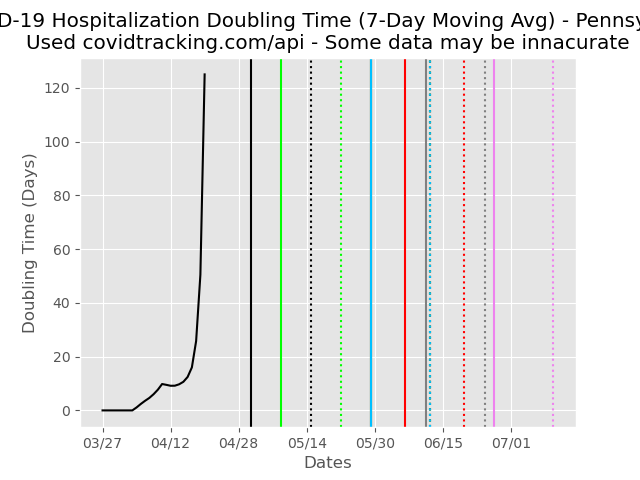 D-19 Hospitalization Doubling Time (7-Day Moving Avg) - Pennsy
Used covidtracking.com/api - Some data may be innacurate
120
100
80
60
40
20
0
Doubling Time (Days)
03/27 04/12 04/28 05/14 05/30 06/15 07/01
Dates